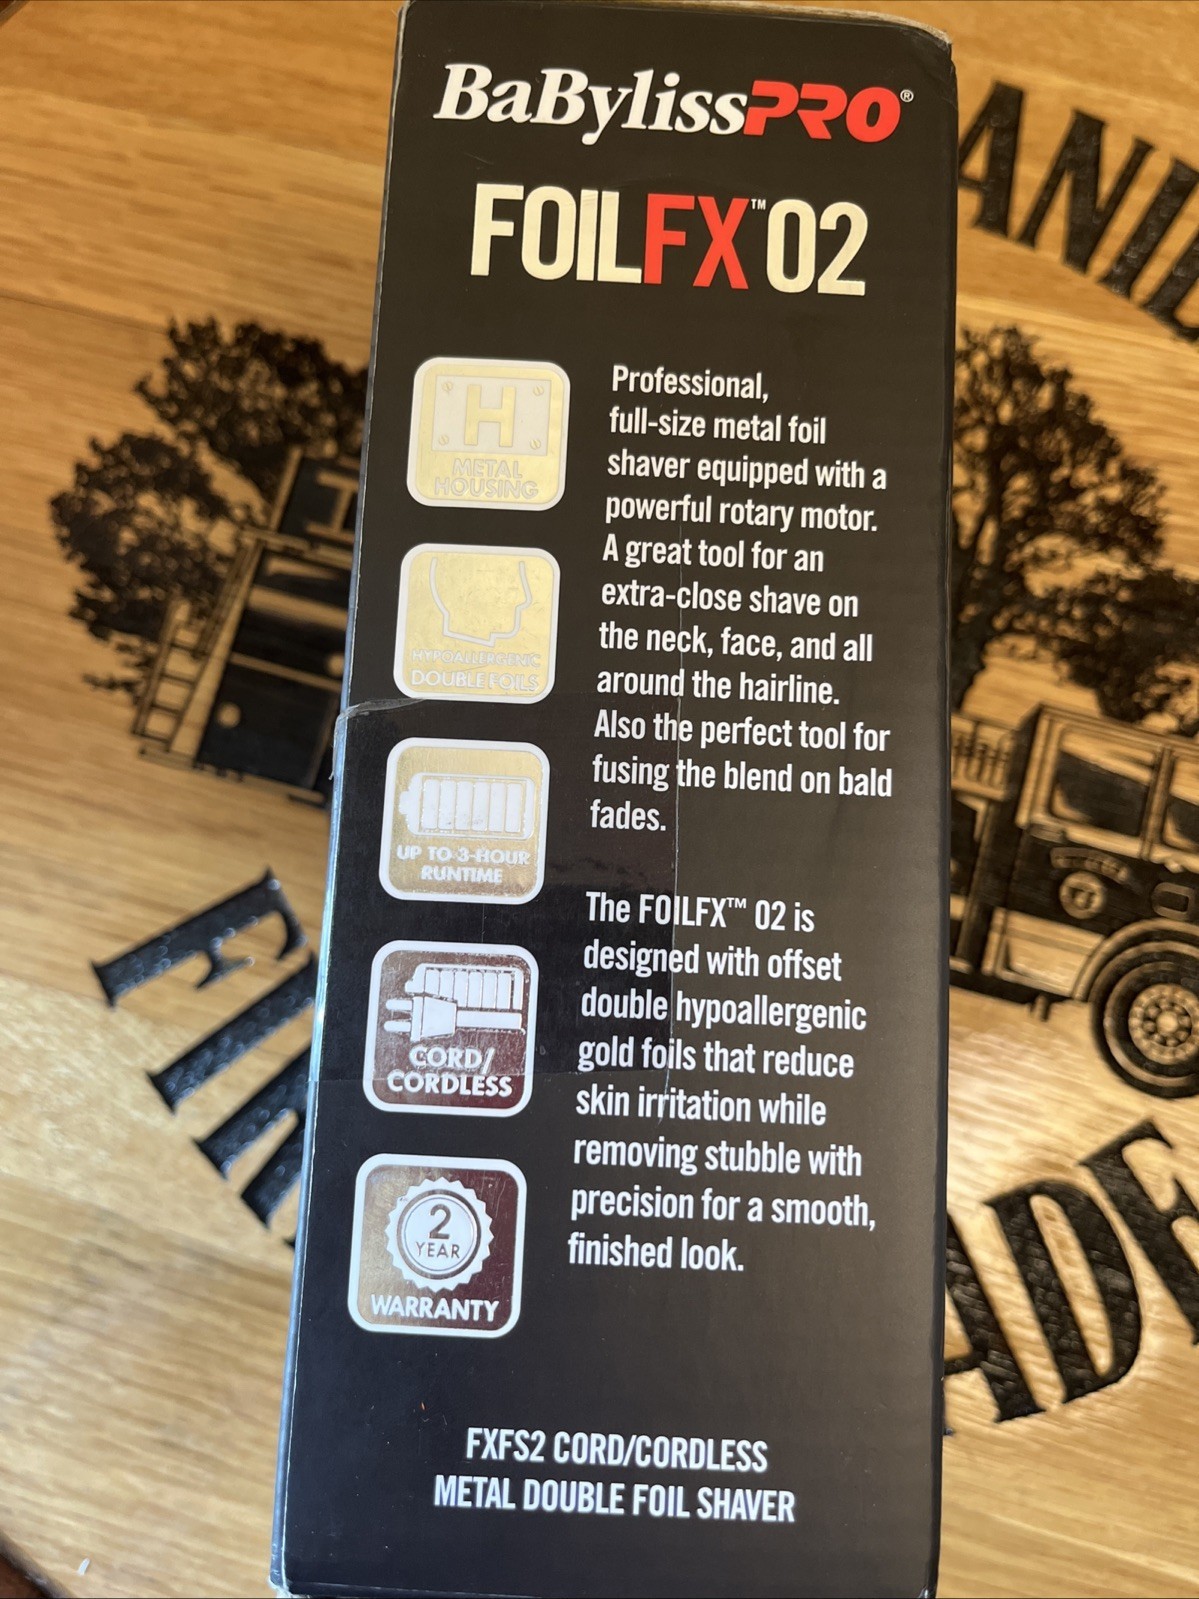 BaBylissPRO®
FOILFX™02
H
METAL
HOUSING
HYPOALLERGENIC
DOUBLE FOILS
UP TO 3-HOUR
RUNTIME
CORD/
CORDLESS
2
YEAR
WARRANTY
Professional,
full-size metal foil
shaver equipped with a
powerful rotary motor.
A great tool for an
extra-close shave on
the neck, face, and all
around the hairline.
Also the perfect tool for
fusing the blend on bald
fades.
The FOILFX™ 02 is
designed with offset
double hypoallergenic
gold foils that reduce
skin irritation while
removing stubble with
precision for a smooth,
finished look.
FXFS2 CORD/CORDLESS
METAL DOUBLE FOIL SHAVER